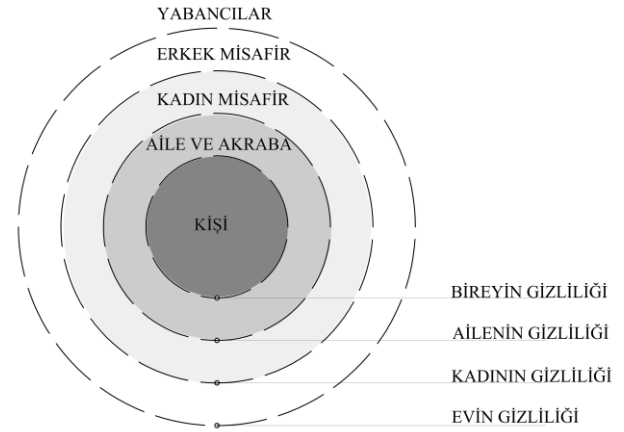 YABANCILAR
ERKEK MİSAFİR
KADIN MİSAFİR
AİLE VE AKRABA
KİŞİ
BİREYİN GİZLİLİĞİ
AİLENİN GİZLİLİĞİ
KADININ GİZLİLİĞİ
EVİN GİZLİLİĞİ